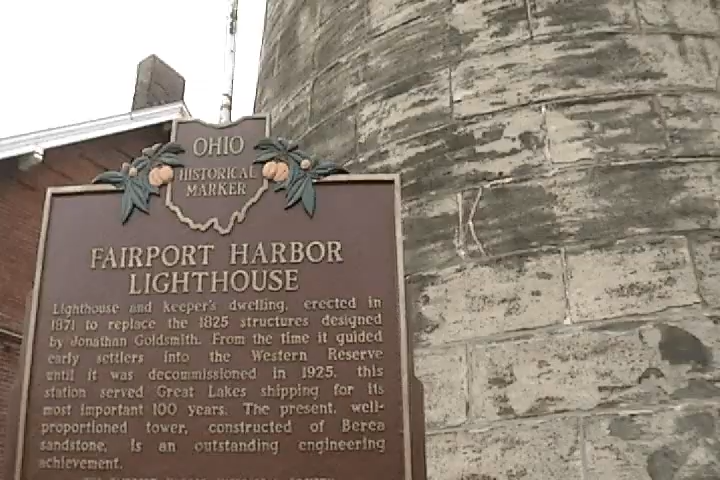 OHIO
HISTORICAL
MARKER
FAIRPORT HARBOR
LIGHTHOUSE
Lighthouse and keeper's dwelling, erected in
1871 to replace the 1825 structures designed
by Jonathan Goldsmith. From the time it guided
early settlers into the Western Reserve
until it was decommissioned in 1925, this
station served Great Lakes shipping for its
most important 100 years. The present, well-
proportioned tower, constructed of Berea
sandstone, is an outstanding engineering
achievement.